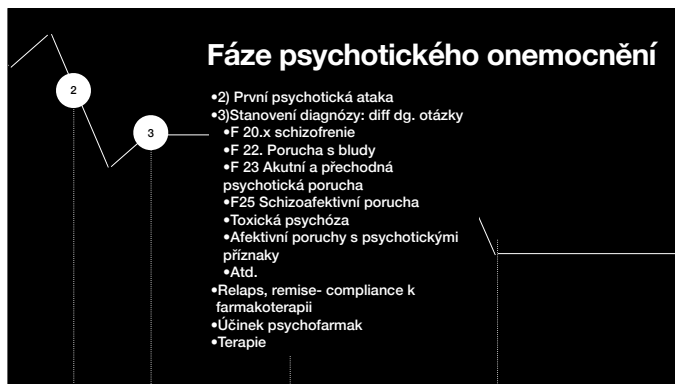 Fáze psychotického onemocnění
2
3
•2) První psychotická ataka
•3)Stanovení diagnózy: diff dg. otázky
•F 20.x schizofrenie
•F 22. Porucha s bludy
•F 23 Akutní a přechodná
psychotická porucha
•F25 Schizoafektivní porucha
•Toxická psychóza
•Afektivní poruchy s psychotickými
příznaky
•Atd.
•Relaps, remise- compliance k
farmakoterapii
•Účinek psychofarmak
•Terapie